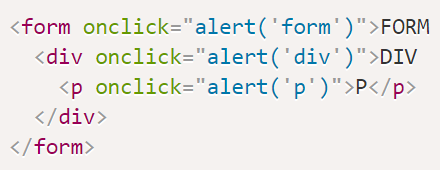 <form onclick="alert('form')">FORM
  <div onclick="alert('div')">DIV
    <p onclick="alert('p')">P</p>
  </div>
</form>